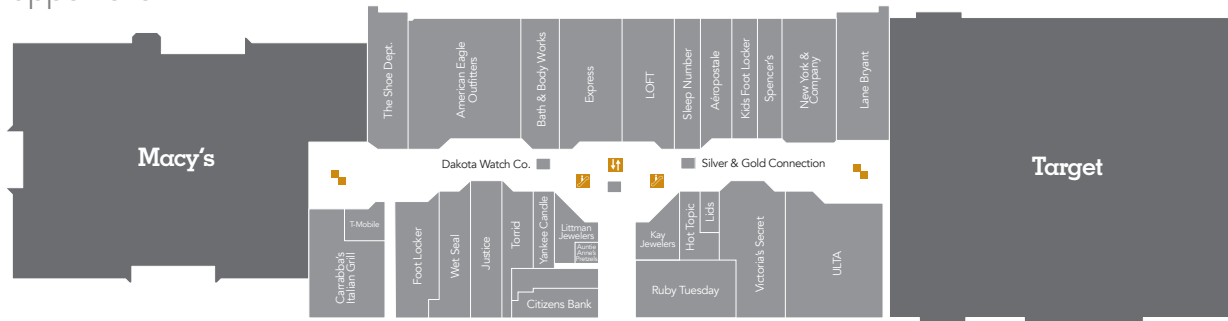 The Shoe Dept.
American Eagle
Outfitters
Bath & Body Works
Express
LOFT
Sleep Number
Aéropostale
Kids Foot Locker
Spencer's
New York &
Company
Lane Bryant
Macy's
Dakota Watch Co.
Silver & Gold Connection
Target
Carrabba's
Italian Grill
T-Mobile
Foot Locker
Wet Seal
Justice
Torrid
Yankee Candle
Littman
Jewelers
Auntie
Anne's
Pretzels
Citizens Bank
Kay
Jewelers
Hot Topic
Lids
Ruby Tuesday
Victoria's Secret
ULTA